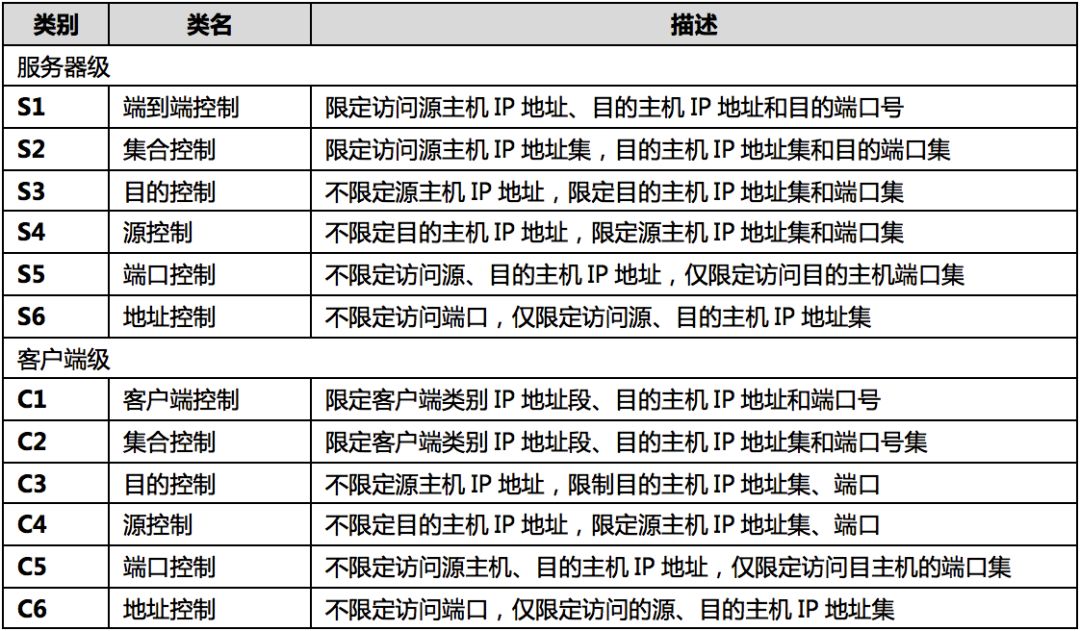 类别 类名 描述
服务器级
S1 端到端控制 限定访问源主机 IP 地址、目的主机 IP 地址和目的端口号
S2 集合控制 限定访问源主机 IP 地址集，目的主机 IP 地址集和目的端口集
S3 目的控制 不限定源主机 IP 地址，限定目的主机 IP 地址集和端口集
S4 源控制 不限定目的主机 IP 地址，限定源主机 IP 地址集和端口集
S5 端口控制 不限定访问源、目的主机 IP 地址，仅限定访问目的主机端口集
S6 地址控制 不限定访问端口，仅限定访问源、目的主机 IP 地址集
客户端级
C1 客户端控制 限定客户端类别 IP 地址段、目的主机 IP 地址和端口号
C2 集合控制 限定客户端类别 IP 地址段、目的主机 IP 地址集和端口号集
C3 目的控制 不限定源主机 IP 地址，限制目的主机 IP 地址集、端口
C4 源控制 不限定目的主机 IP 地址，限定源主机 IP 地址集、端口
C5 端口控制 不限定访问源主机、目的主机 IP 地址，仅限定访问目主机的端口集
C6 地址控制 不限定访问端口，仅限定访问的源、目的主机 IP 地址集